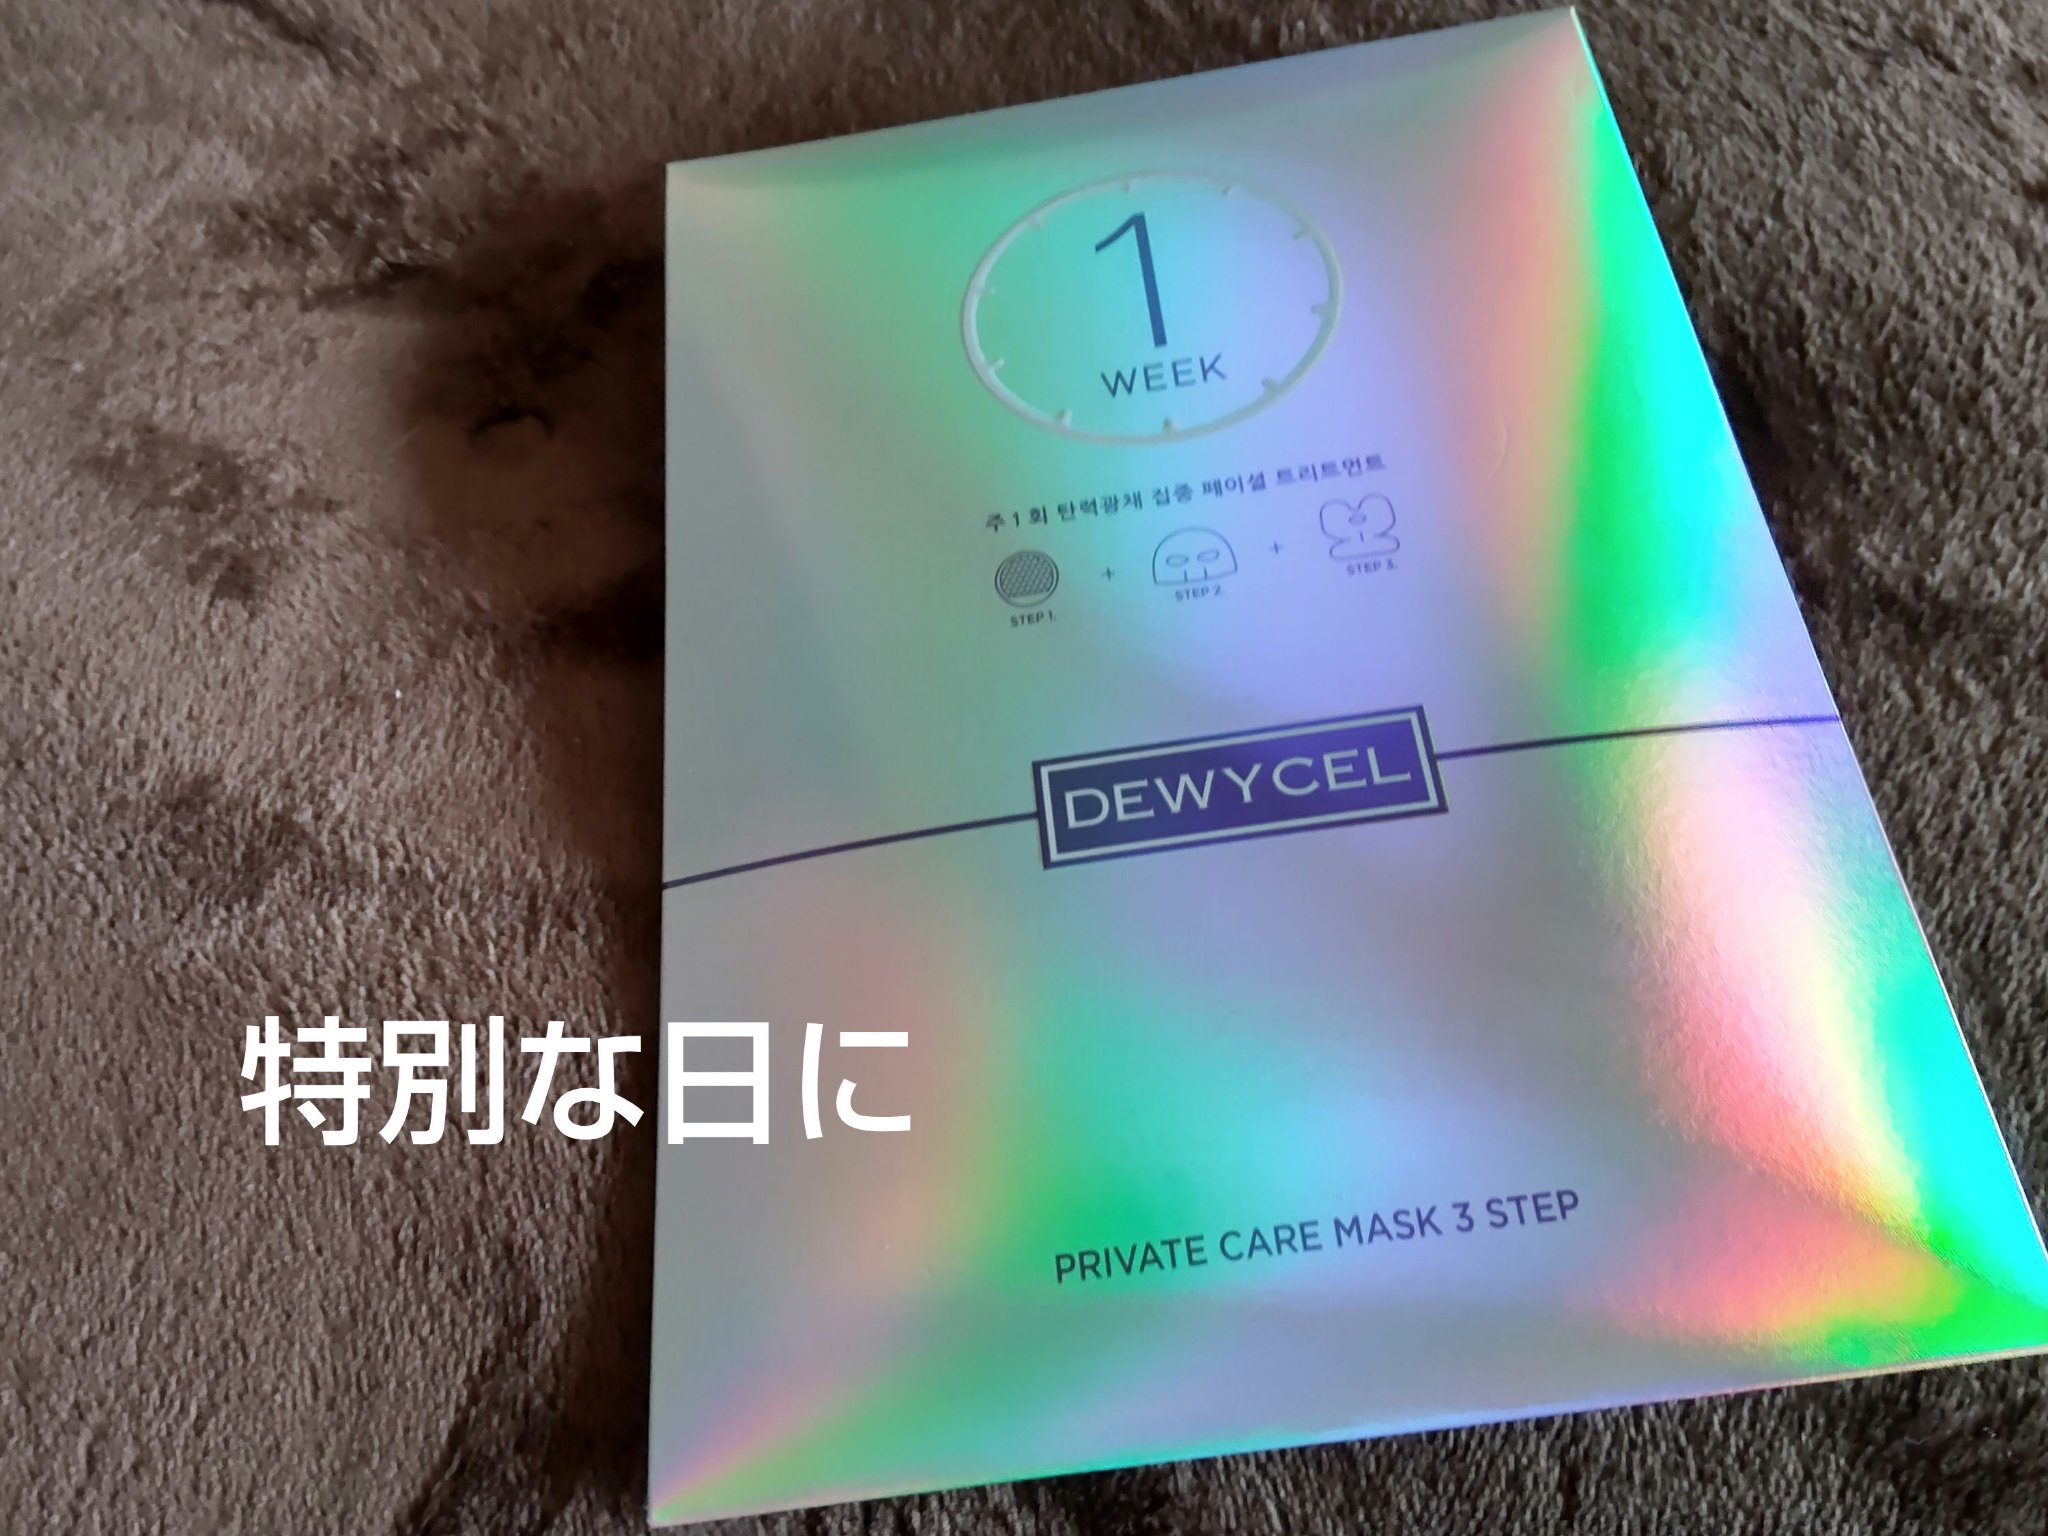 1
WEEK
주 1 회 탄력광채 집중 페이셜 트리트먼트
+ +
STEP 1. STEP 2. STEP 3.
DEWYCEL
特別な日に
PRIVATE CARE MASK 3 STEP